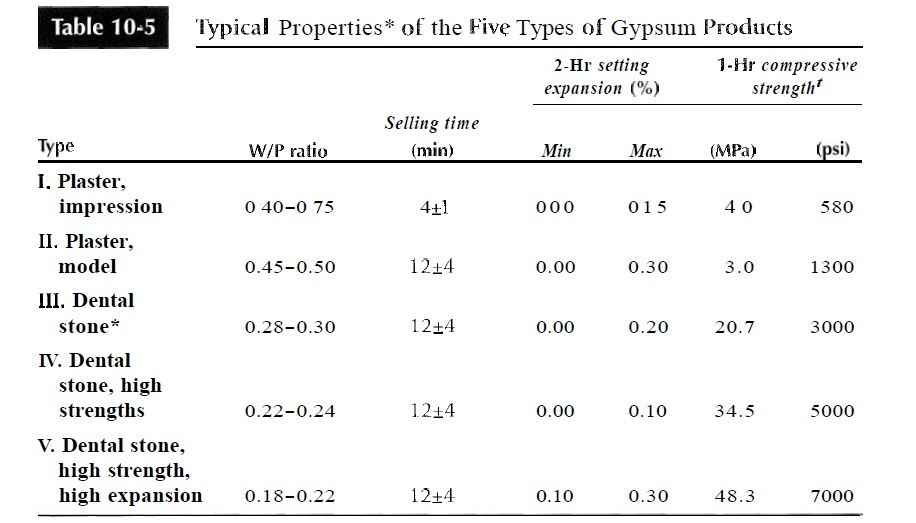 Table 10-5 Typical Properties* of the Five Types of Gypsum Products
2-Hr setting 1-Hr compressive
expansion (%) strength†
Selling time
Type W/P ratio (min) Min Max (MPa) (psi)
I. Plaster,
impression 0 40–0 75 4±1 0 0 0 0 1 5 4 0 580
II. Plaster,
model 0.45–0.50 12±4 0.00 0.30 3.0 1300
III. Dental
stone* 0.28–0.30 12±4 0.00 0.20 20.7 3000
IV. Dental
stone, high
strengths 0.22–0.24 12±4 0.00 0.10 34.5 5000
V. Dental stone,
high strength,
high expansion 0.18–0.22 12±4 0.10 0.30 48.3 7000